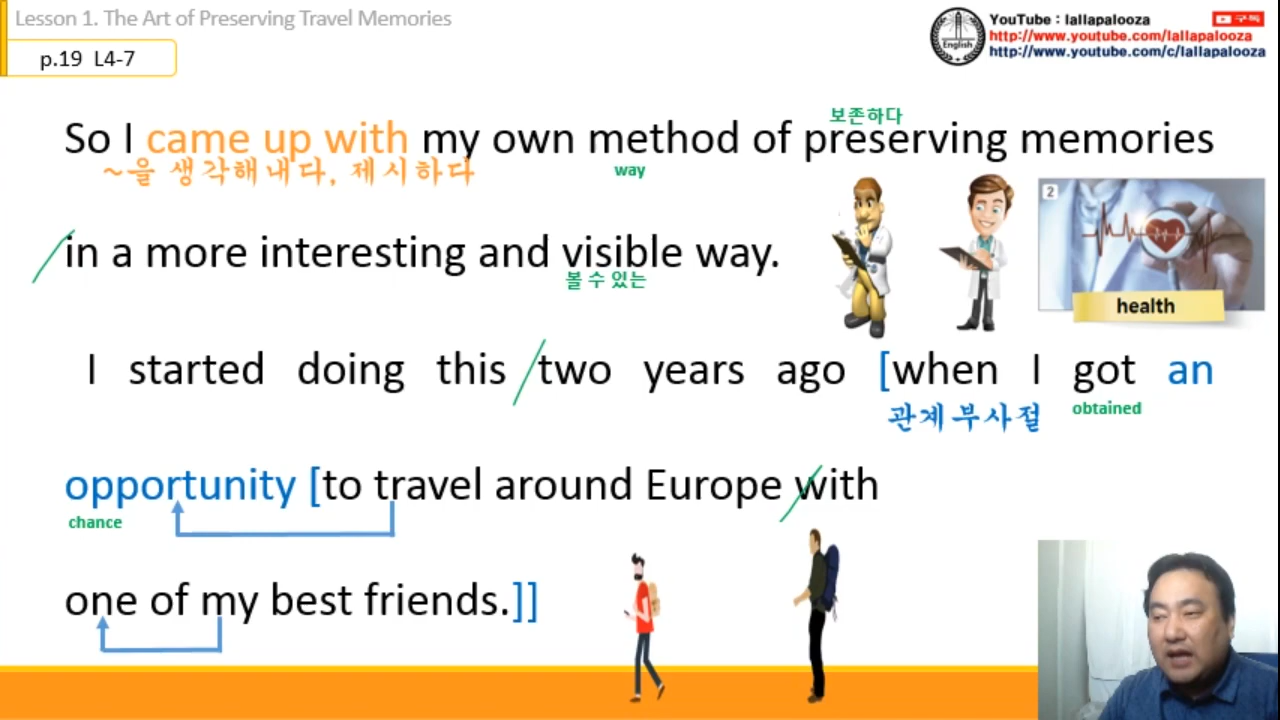 Lesson 1. The Art of Preserving Travel Memories
p.19 L4-7
YouTube : lallapalooza
구독
http://www.youtube.com/lallapalooza
http://www.youtube.com/c/lallapalooza
English
보존하다
So I came up with my own method of preserving memories
~을 생각해내다, 제시하다
way
in a more interesting and visible way.
볼 수 있는
2
health
I started doing this two years ago [when I got an
관계부사절
obtained
opportunity [to travel around Europe with
chance
one of my best friends.]]